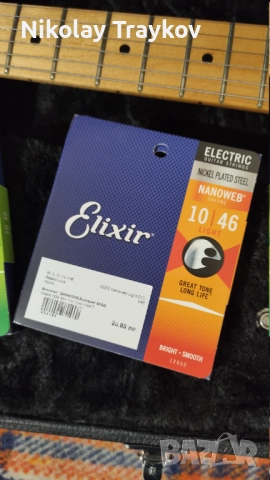 Nikolay Traykov
Elixir
ELECTRIC
GUITAR STRINGS
NICKEL PLATED STEEL
NANOWEB
10 | 46
LIGHT
GREAT TONE
LONG LIFE
BRIGHT • SMOOTH
12052
bazar